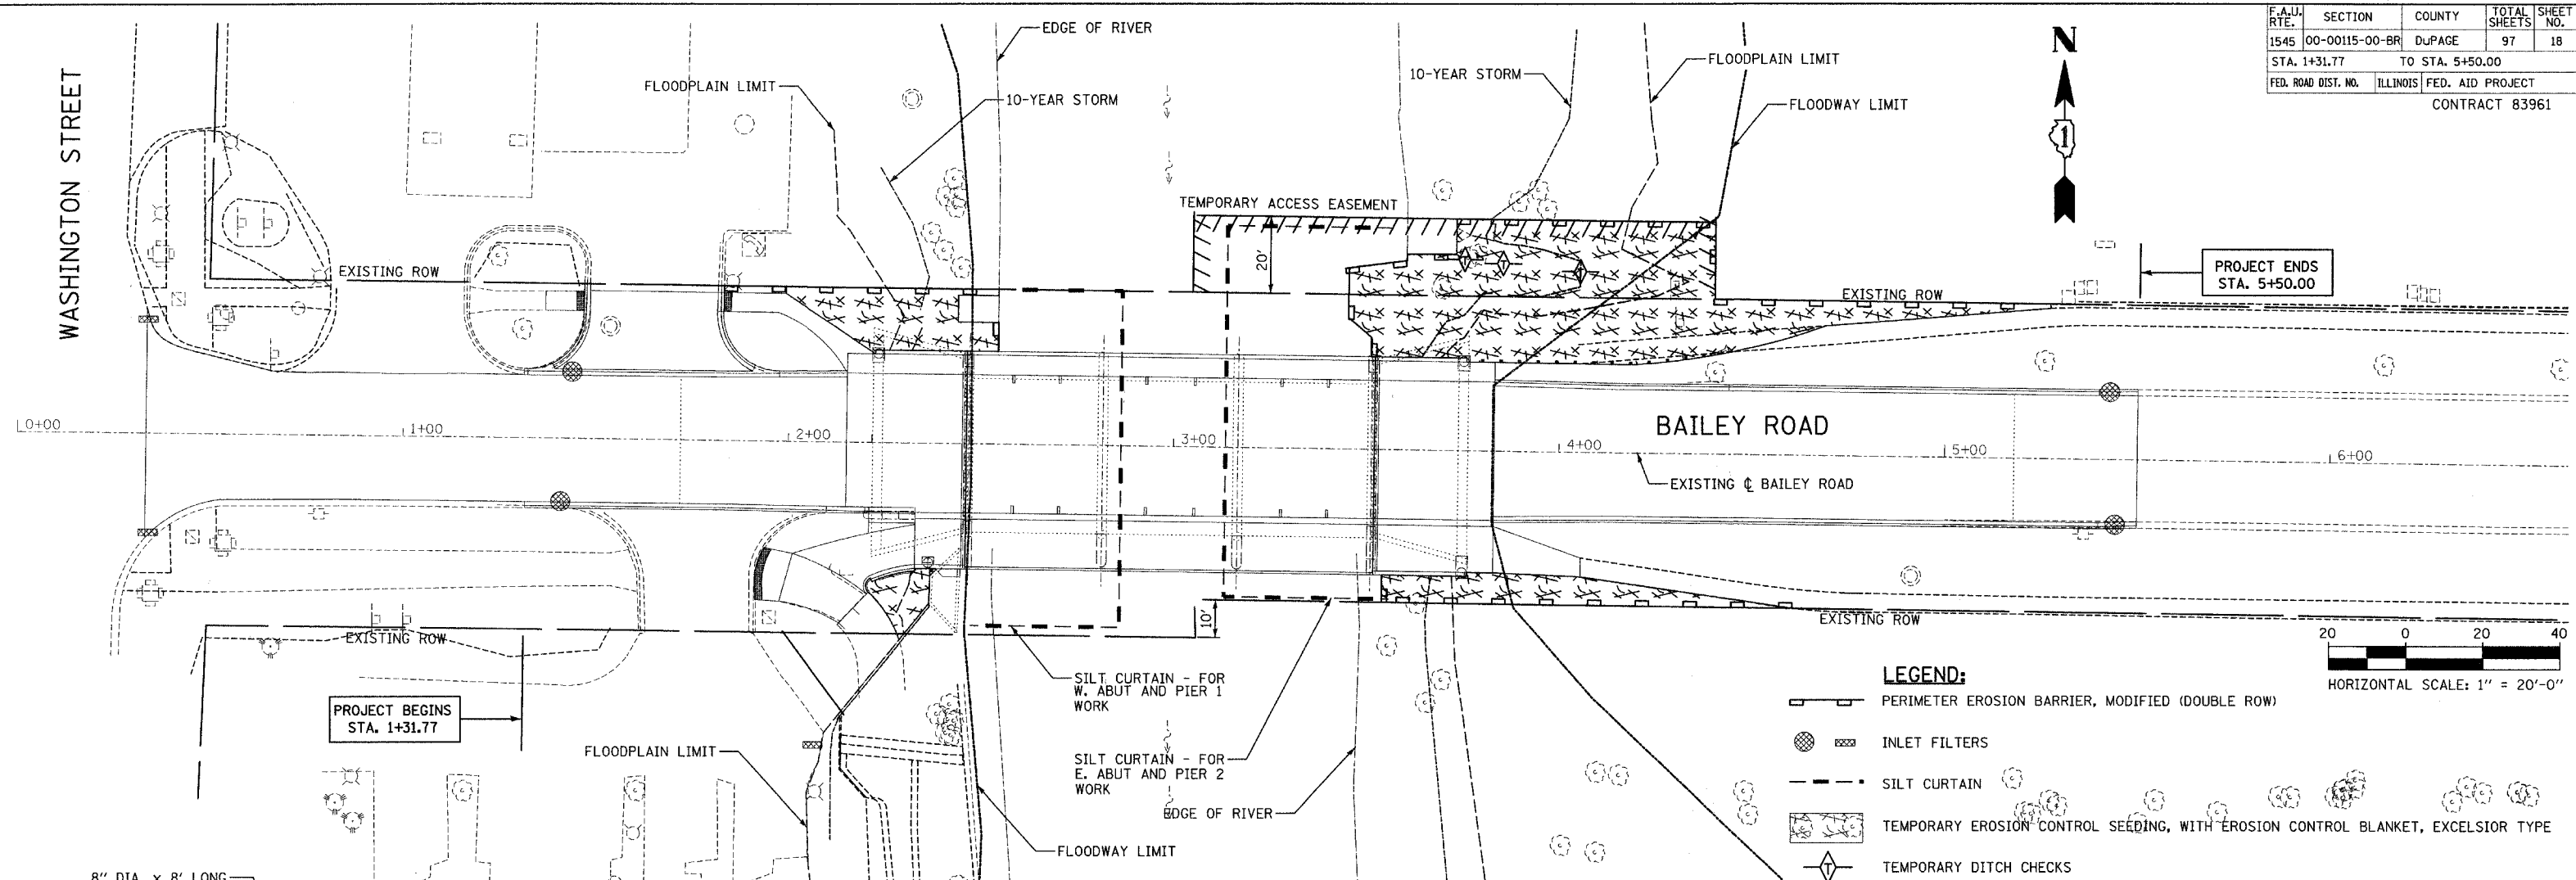 F.A.U. RTE. SECTION COUNTY TOTAL SHEETS SHEET NO.
1545 00-00115-00-BR DuPAGE 97 18
STA. 1+31.77 TO STA. 5+50.00
FED. ROAD DIST. NO. ILLINOIS FED. AID PROJECT
CONTRACT 83961
N
1
WASHINGTON STREET
EDGE OF RIVER
FLOODPLAIN LIMIT
10-YEAR STORM
10-YEAR STORM
FLOODPLAIN LIMIT
FLOODWAY LIMIT
TEMPORARY ACCESS EASEMENT
20'
EXISTING ROW
EXISTING ROW
PROJECT ENDS
STA. 5+50.00
T
T
T
0+00
1+00
2+00
3+00
4+00
5+00
6+00
BAILEY ROAD
EXISTING ℄ BAILEY ROAD
10'
EXISTING ROW
EXISTING ROW
PROJECT BEGINS
STA. 1+31.77
SILT CURTAIN - FOR
W. ABUT AND PIER 1
WORK
SILT CURTAIN - FOR
E. ABUT AND PIER 2
WORK
FLOODPLAIN LIMIT
EDGE OF RIVER
FLOODWAY LIMIT
20 0 20 40
HORIZONTAL SCALE: 1" = 20'-0"
LEGEND:
PERIMETER EROSION BARRIER, MODIFIED (DOUBLE ROW)
INLET FILTERS
SILT CURTAIN
TEMPORARY EROSION CONTROL SEEDING, WITH EROSION CONTROL BLANKET, EXCELSIOR TYPE
T
TEMPORARY DITCH CHECKS
8" DIA. x 8' LONG